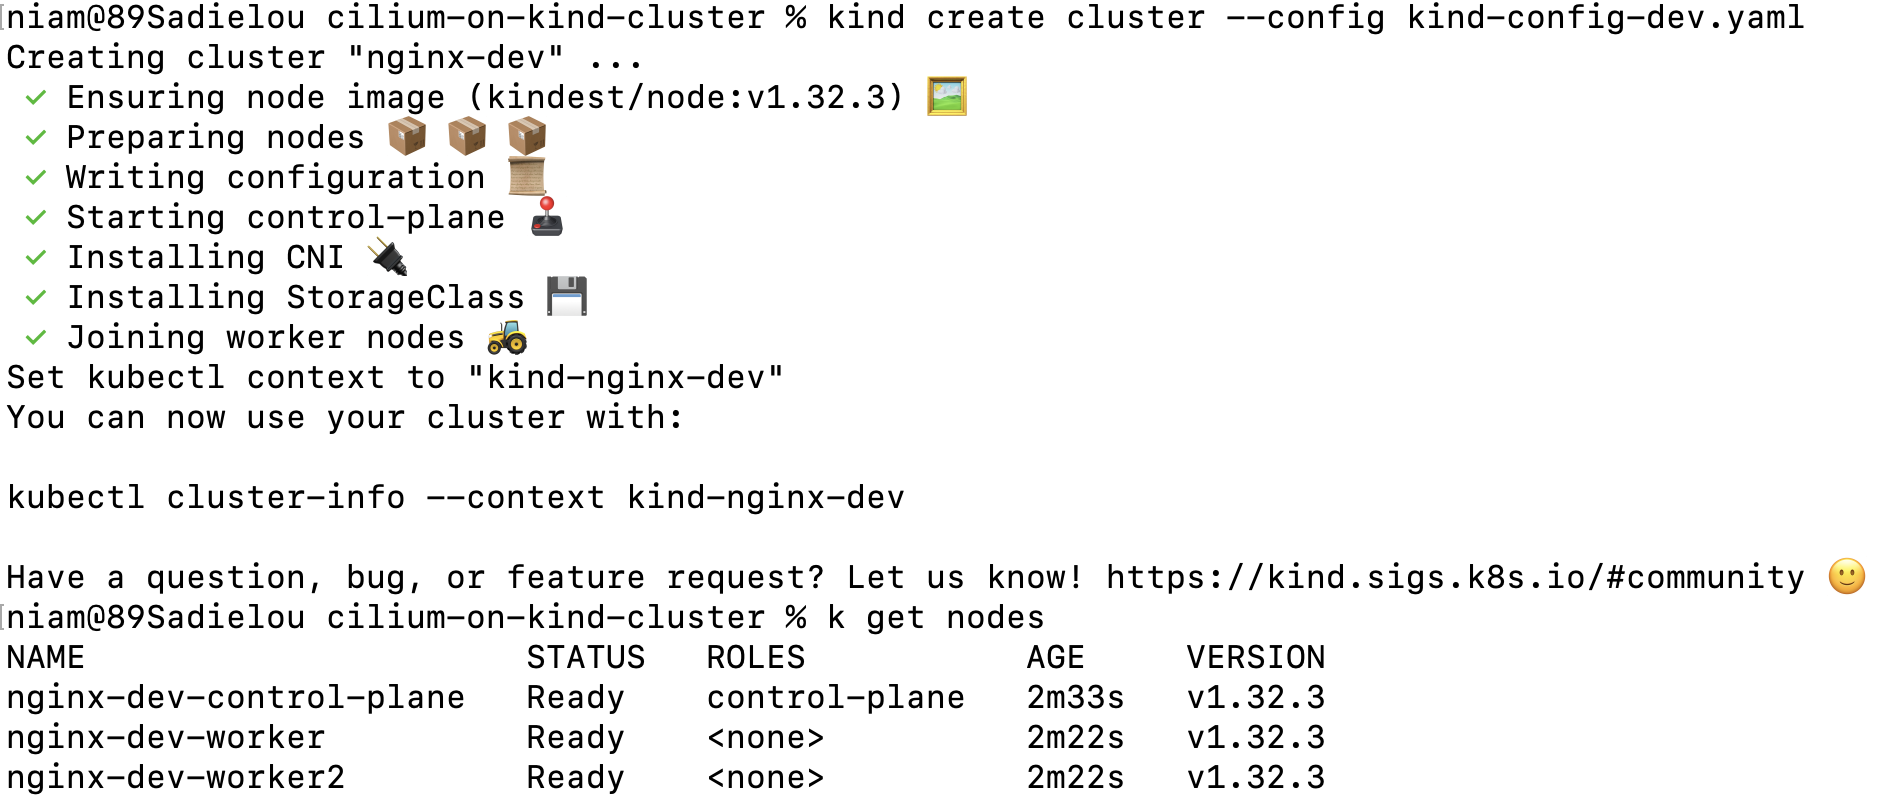 niam@89Sadielou cilium-on-kind-cluster % kind create cluster --config kind-config-dev.yaml
Creating cluster "nginx-dev" ...
✓ Ensuring node image (kindest/node:v1.32.3) 🖼
✓ Preparing nodes 📦 📦 📦
✓ Writing configuration 📜
✓ Starting control-plane 🕹
✓ Installing CNI 🔌
✓ Installing StorageClass 💾
✓ Joining worker nodes 🚜
Set kubectl context to "kind-nginx-dev"
You can now use your cluster with:
kubectl cluster-info --context kind-nginx-dev
Have a question, bug, or feature request? Let us know! https://kind.sigs.k8s.io/#community 🙂
niam@89Sadielou cilium-on-kind-cluster % k get nodes
NAME STATUS ROLES AGE VERSION
nginx-dev-control-plane Ready control-plane 2m33s v1.32.3
nginx-dev-worker Ready <none> 2m22s v1.32.3
nginx-dev-worker2 Ready <none> 2m22s v1.32.3